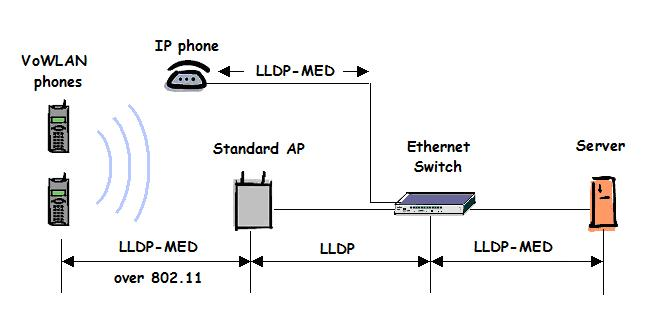 IP phone
VoWLAN
phones
LLDP-MED
Standard AP
Ethernet
Switch
Server
LLDP-MED
LLDP
LLDP-MED
over 802.11